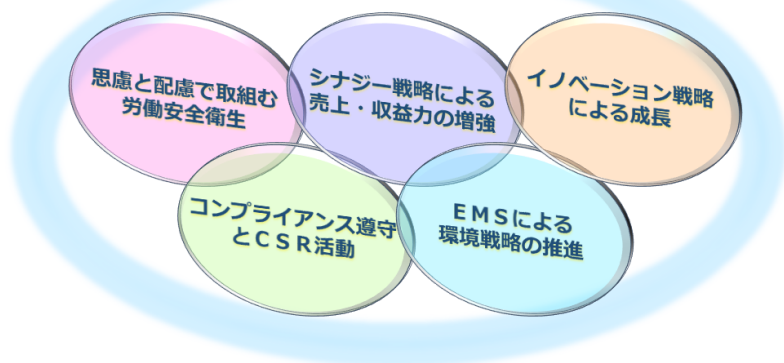 思慮と配慮で取組む
労働安全衛生
シナジー戦略による
売上・収益力の増強
イノベーション戦略
による成長
コンプライアンス遵守
とＣＳＲ活動
ＥＭＳによる
環境戦略の推進